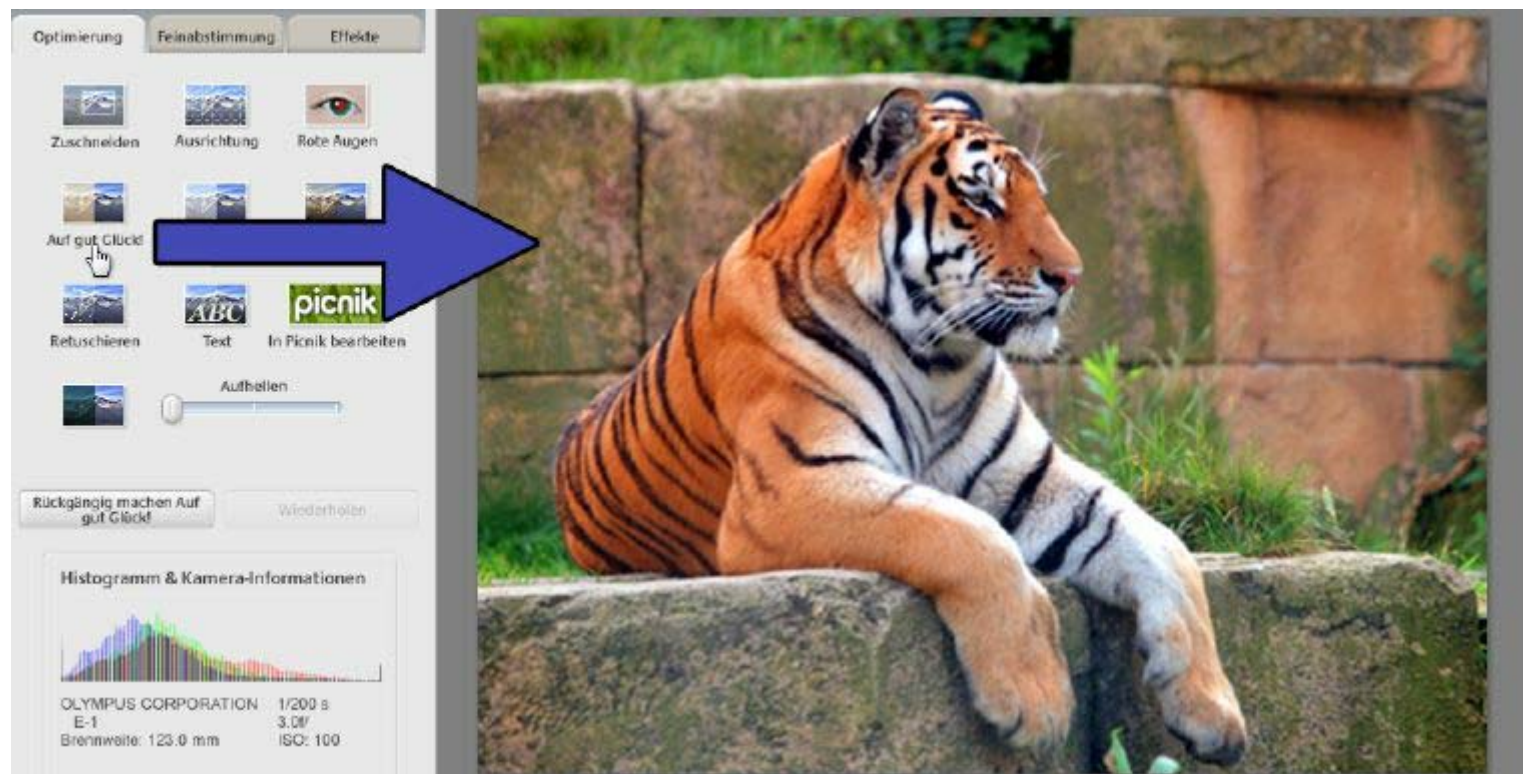 Optimierung
Feinabstimmung
Effekte
Zuschneiden
Ausrichtung
Rote Augen
Auf gut Glück!
Retuschieren
ABC
Text
picnik
In Picnik bearbeiten
Aufhellen
Rückgängig machen Auf
gut Glück!
Wiederholen
Histogramm & Kamera-Informationen
OLYMPUS CORPORATION
1/200 s
E-1
3.0f/
Brennweite: 123.0 mm
ISO: 100